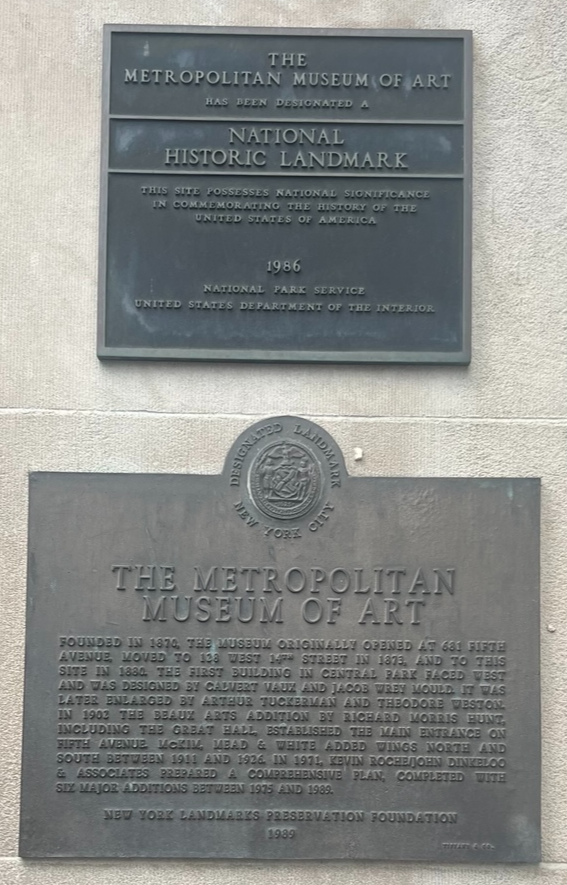 THE
METROPOLITAN MUSEUM OF ART
HAS BEEN DESIGNATED A
NATIONAL
HISTORIC LANDMARK
THIS SITE POSSESSES NATIONAL SIGNIFICANCE
IN COMMEMORATING THE HISTORY OF THE
UNITED STATES OF AMERICA
1986
NATIONAL PARK SERVICE
UNITED STATES DEPARTMENT OF THE INTERIOR
DESIGNATED LANDMARK
NEW YORK CITY
THE METROPOLITAN
MUSEUM OF ART
FOUNDED IN 1870, THE MUSEUM ORIGINALLY OPENED AT 681 FIFTH
AVENUE, MOVED TO 128 WEST 14TH STREET IN 1873, AND TO THIS
SITE IN 1880. THE FIRST BUILDING IN CENTRAL PARK FACED WEST
AND WAS DESIGNED BY CALVERT VAUX AND JACOB WREY MOULD. IT WAS
LATER ENLARGED BY ARTHUR TUCKERMAN AND THEODORE WESTON.
IN 1902 THE BEAUX ARTS ADDITION BY RICHARD MORRIS HUNT,
INCLUDING THE GREAT HALL, ESTABLISHED THE MAIN ENTRANCE ON
FIFTH AVENUE. McKIM, MEAD & WHITE ADDED WINGS NORTH AND
SOUTH BETWEEN 1911 AND 1926. IN 1971, KEVIN ROCHE/JOHN DINKELOO
& ASSOCIATES PREPARED A COMPREHENSIVE PLAN, COMPLETED WITH
SIX MAJOR ADDITIONS BETWEEN 1975 AND 1989.
NEW YORK LANDMARKS PRESERVATION FOUNDATION
1989